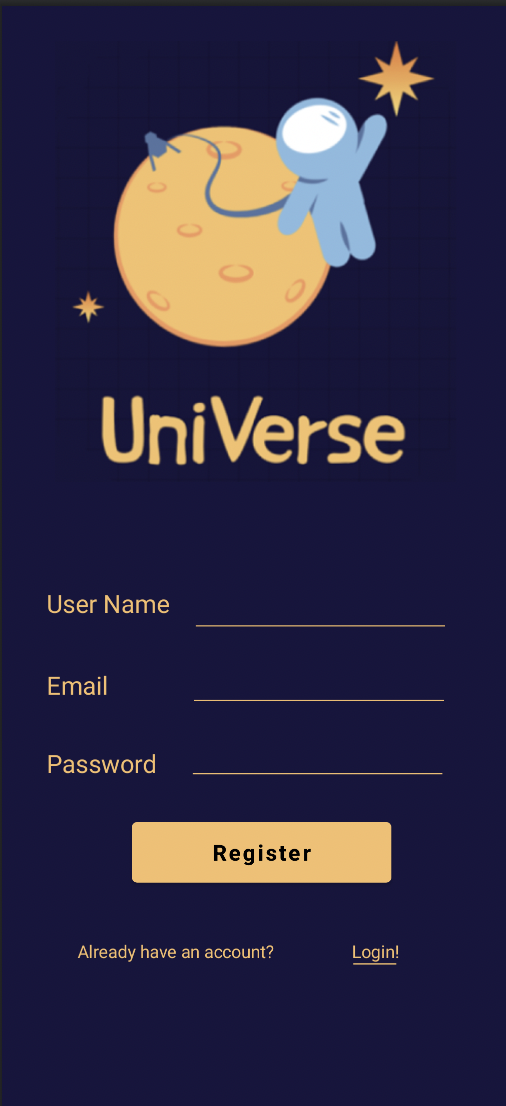 UniVerse
User Name
Email
Password
Register
Already have an account? Login!